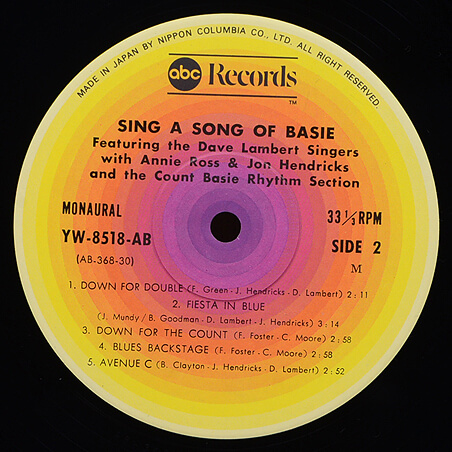 MADE IN JAPAN BY NIPPON COLUMBIA CO., LTD. ALL RIGHT RESERVED.
abc Records
TM
SING A SONG OF BASIE
Featuring the Dave Lambert Singers
with Annie Ross & Jon Hendricks
and the Count Basie Rhythm Section
MONAURAL 33 1/3 RPM
YW-8518-AB SIDE 2
(AB-368-30) M
1. DOWN FOR DOUBLE (F. Green - J. Hendricks - D. Lambert) 2:11
2. FIESTA IN BLUE
(J. Mundy / B. Goodman - D. Lambert - J. Hendricks) 3:14
3. DOWN FOR THE COUNT (F. Foster - C. Moore) 2:58
4. BLUES BACKSTAGE (F. Foster - C. Moore) 2:58
5. AVENUE C (B. Clayton - J. Hendricks - D. Lambert) 2:52